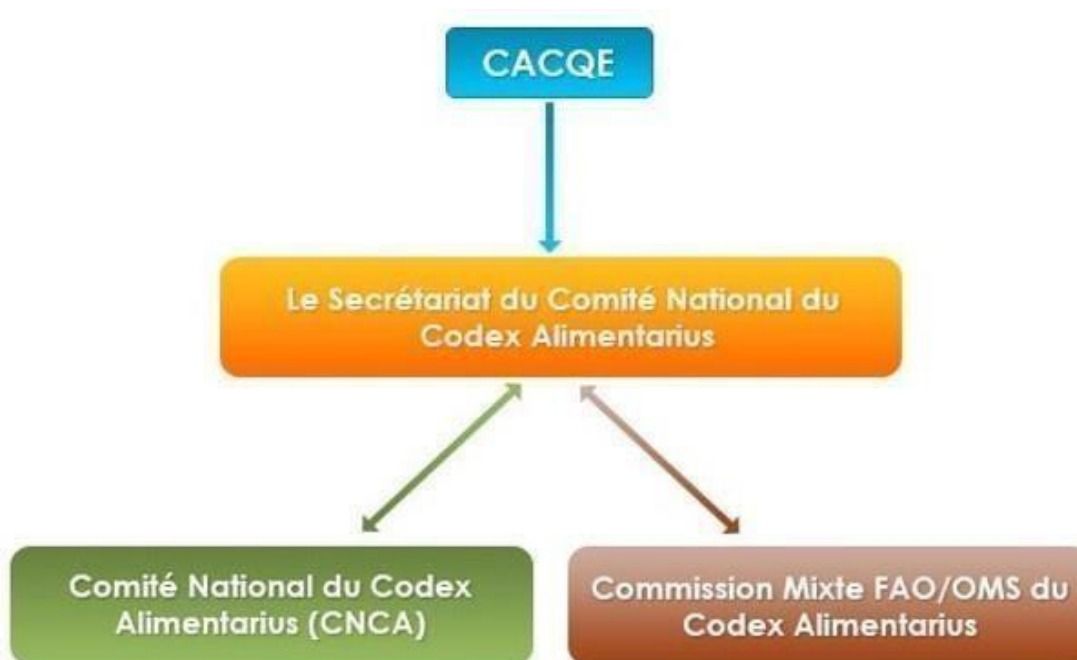 CACQE
Le Secrétariat du Comité National du
Codex Alimentarius
Comité National du Codex
Alimentarius (CNCA)
Commission Mixte FAO/OMS du
Codex Alimentarius